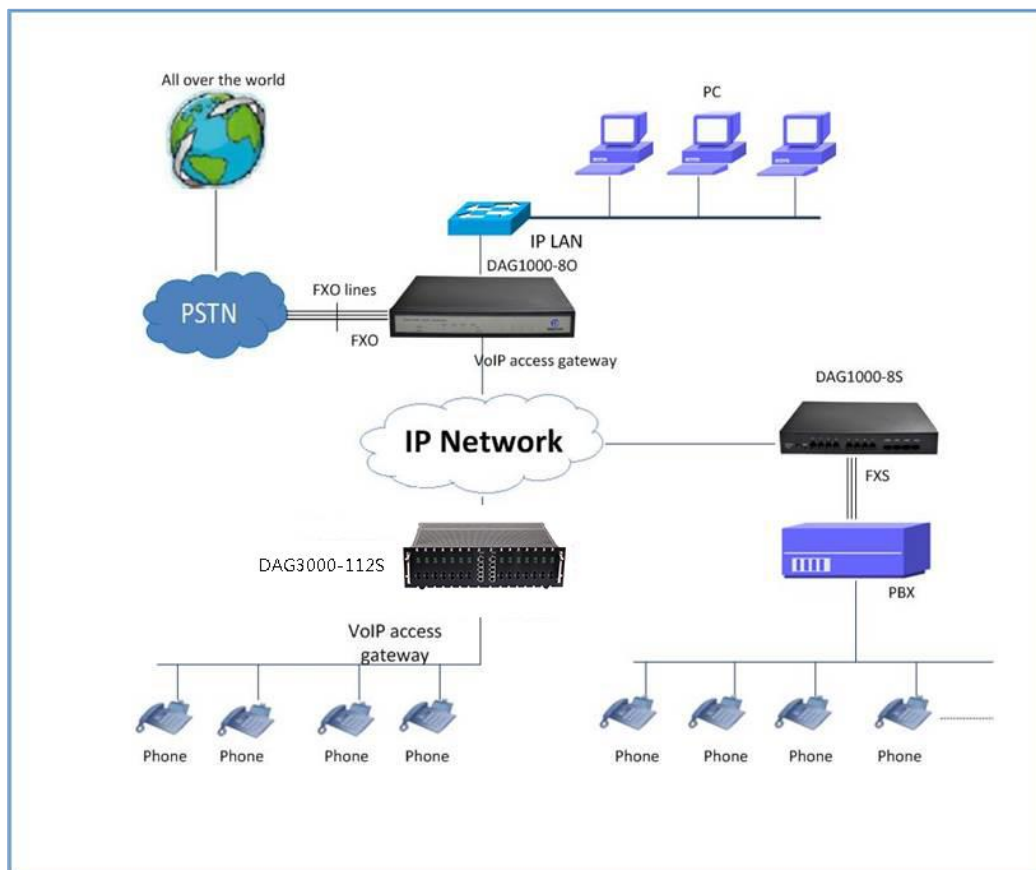 All over the world
PC
IP LAN
DAG1000-8O
FXO lines
PSTN
FXO
VoIP access gateway
DAG1000-8S
IP Network
FXS
DAG3000-112S
PBX
VoIP access
gateway
Phone
Phone
Phone
Phone
Phone
Phone
Phone
Phone